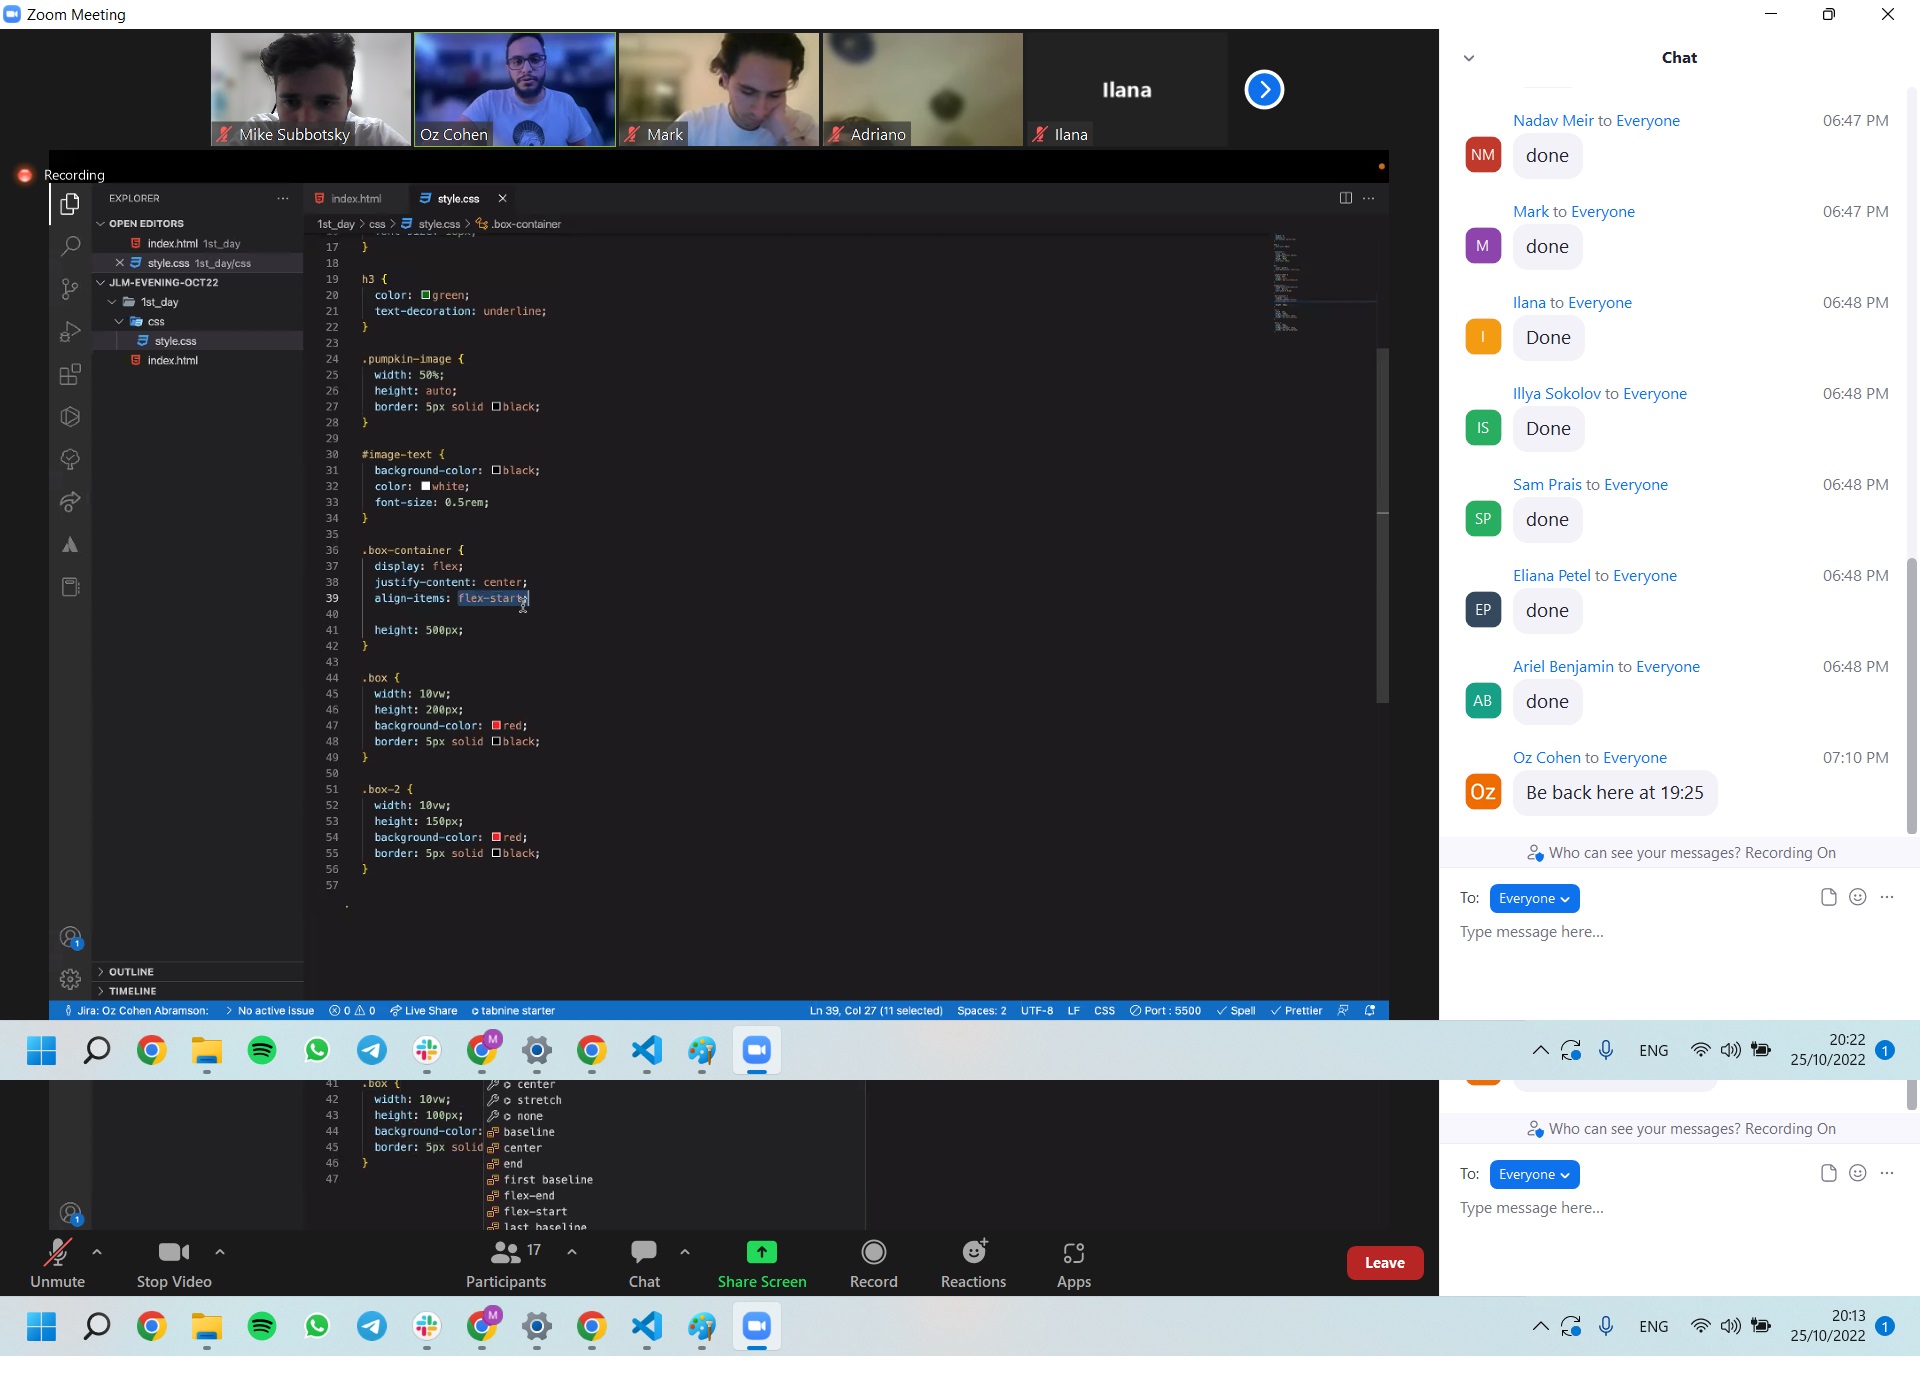 Zoom Meeting
Mike Subbotsky
Oz Cohen
Mark
Adriano
Ilana
Ilana
Recording
EXPLORER
OPEN EDITORS
index.html 1st_day
style.css 1st_day/css
JLM-EVENING-OCT22
1st_day
css
style.css
index.html
OUTLINE
TIMELINE
index.html
style.css
1st_day > css > style.css > .box-container
17 }
18
19 h3 {
20 color: green;
21 text-decoration: underline;
22 }
23
24 .pumpkin-image {
25 width: 50%;
26 height: auto;
27 border: 5px solid black;
28 }
29
30 #image-text {
31 background-color: black;
32 color: white;
33 font-size: 0.5rem;
34 }
35
36 .box-container {
37 display: flex;
38 justify-content: center;
39 align-items: flex-start;
40
41 height: 500px;
42 }
43
44 .box {
45 width: 10vw;
46 height: 200px;
47 background-color: red;
48 border: 5px solid black;
49 }
50
51 .box-2 {
52 width: 10vw;
53 height: 150px;
54 background-color: red;
55 border: 5px solid black;
56 }
57
Jira: Oz Cohen Abramson: No active issue 0 0 Live Share tabnine starter
Ln 39, Col 27 (11 selected) Spaces: 2 UTF-8 LF CSS Port : 5500 Spell Prettier
Chat
Nadav Meir to Everyone 06:47 PM
NM
done
Mark to Everyone 06:47 PM
M
done
Ilana to Everyone 06:48 PM
I
Done
Illya Sokolov to Everyone 06:48 PM
IS
Done
Sam Prais to Everyone 06:48 PM
SP
done
Eliana Petel to Everyone 06:48 PM
EP
done
Ariel Benjamin to Everyone 06:48 PM
AB
done
Oz Cohen to Everyone 07:10 PM
Oz
Be back here at 19:25
Who can see your messages? Recording On
To: Everyone
Type message here...
M
ENG
20:22
25/10/2022
1
41 .box {
42 width: 10vw;
43 height: 100px;
44 background-color:
45 border: 5px solid
46 }
47
center
stretch
none
baseline
center
end
first baseline
flex-end
flex-start
last baseline
Who can see your messages? Recording On
To: Everyone
Type message here...
Unmute
Stop Video
17
Participants
Chat
Share Screen
Record
Reactions
Apps
Leave
M
ENG
20:13
25/10/2022
1